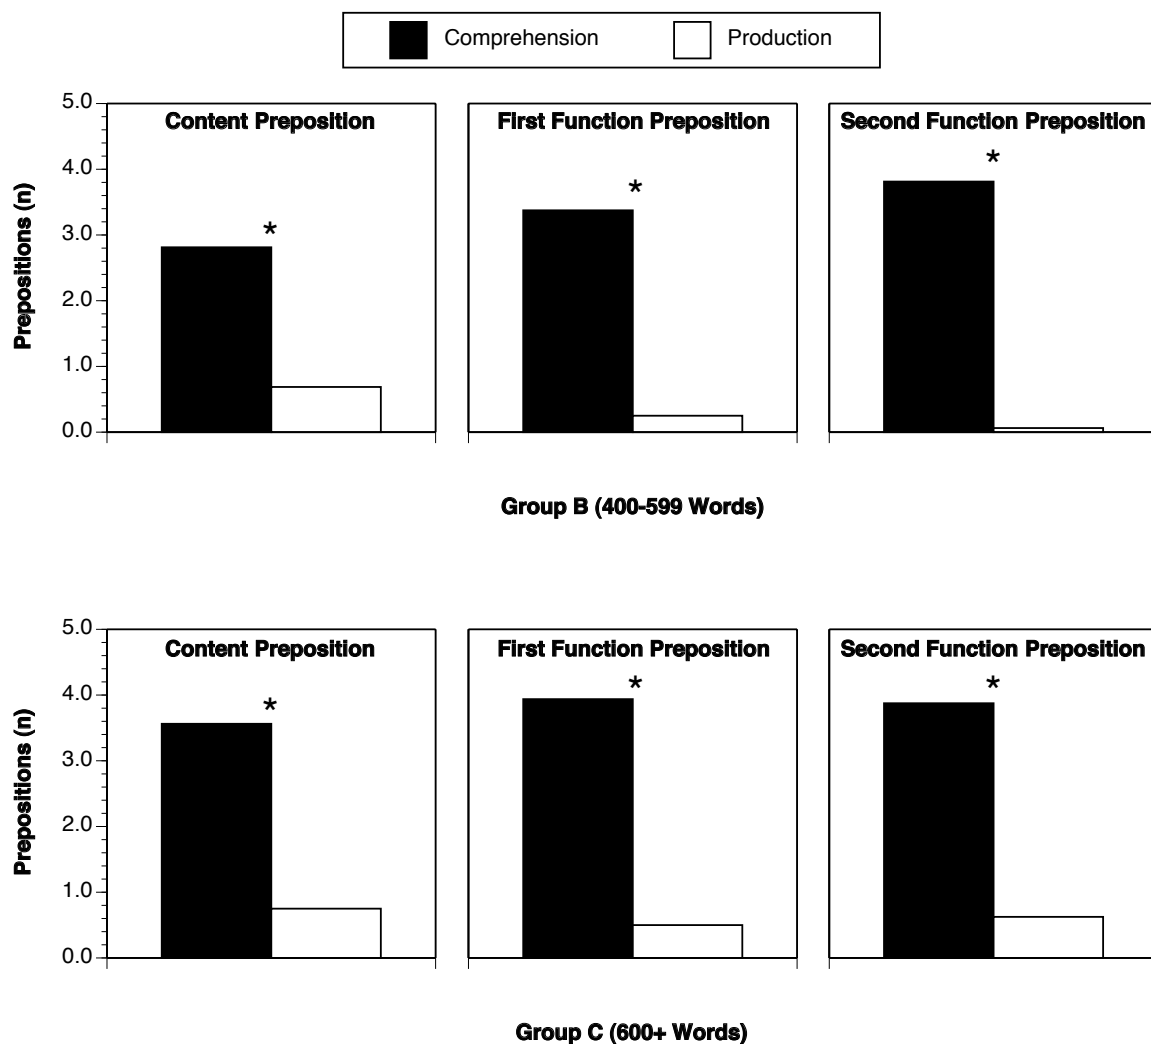 Comprehension Production
5.0
4.0
3.0
2.0
1.0
0.0
Prepositions (n)
Content Preposition
*
First Function Preposition
*
Second Function Preposition
*
Group B (400-599 Words)
5.0
4.0
3.0
2.0
1.0
0.0
Prepositions (n)
Content Preposition
*
First Function Preposition
*
Second Function Preposition
*
Group C (600+ Words)